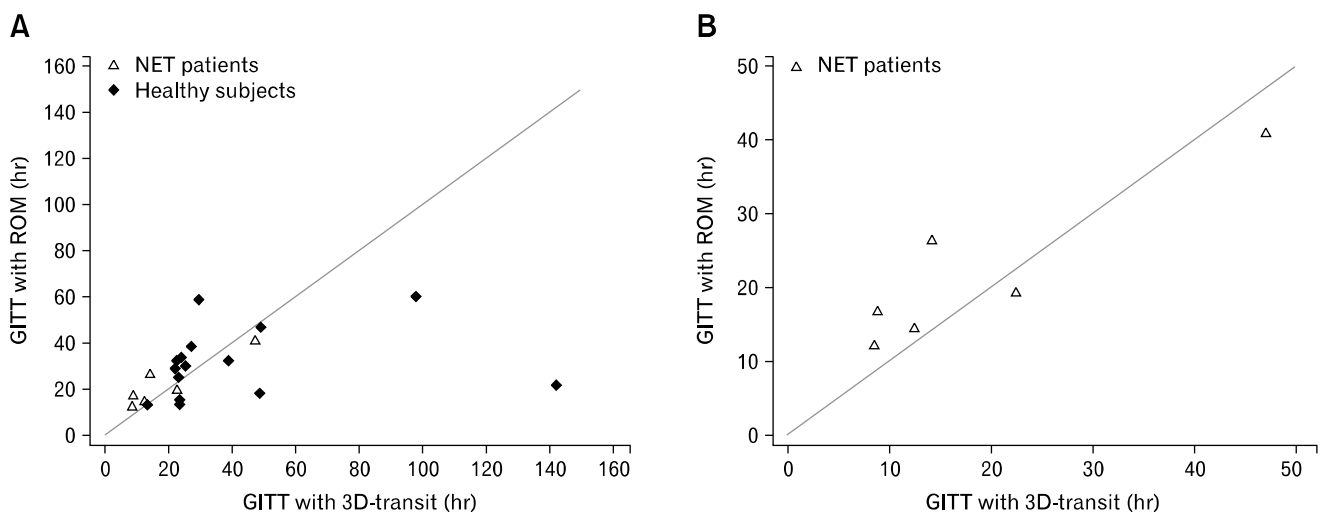 A
B
NET patients
Healthy subjects
GITT with ROM (hr)
160
140
120
100
80
60
40
20
0
0 20 40 60 80 100 120 140 160
GITT with 3D-transit (hr)
NET patients
GITT with ROM (hr)
50
40
30
20
10
0
0 10 20 30 40 50
GITT with 3D-transit (hr)